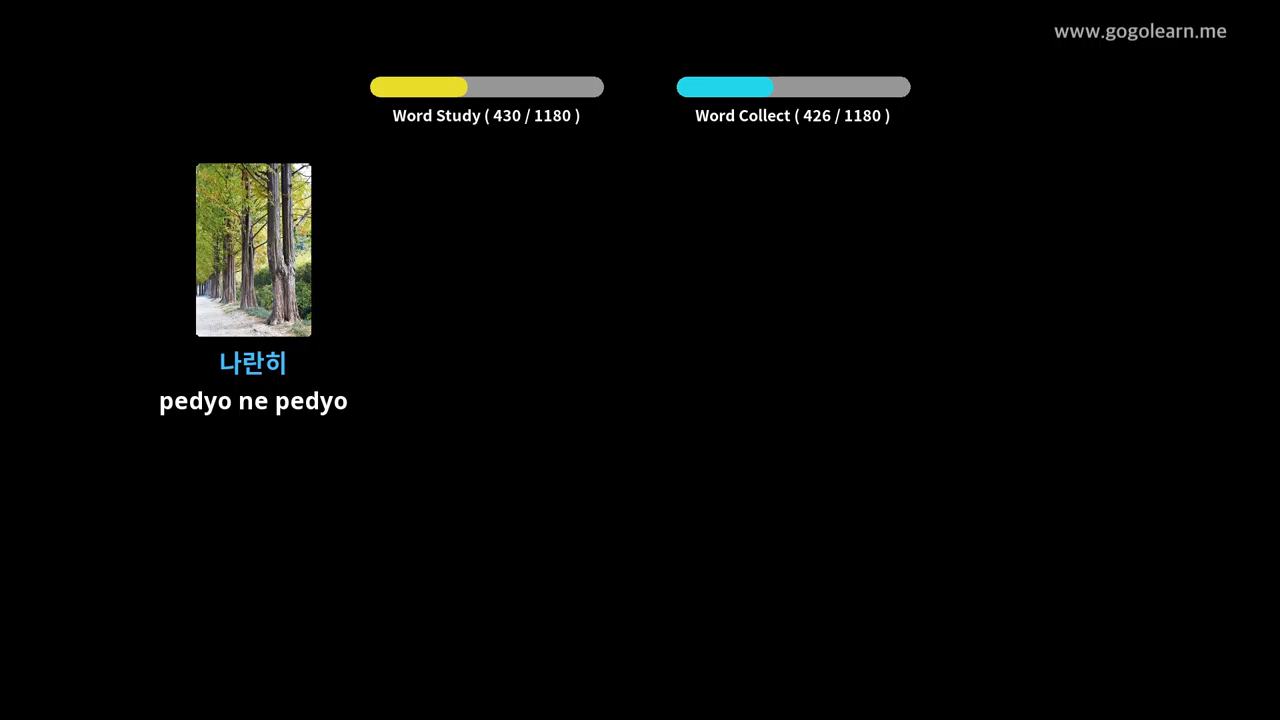 www.gogolearn.me
Word Study ( 430 / 1180 )
Word Collect ( 426 / 1180 )
나란히
pedyo ne pedyo